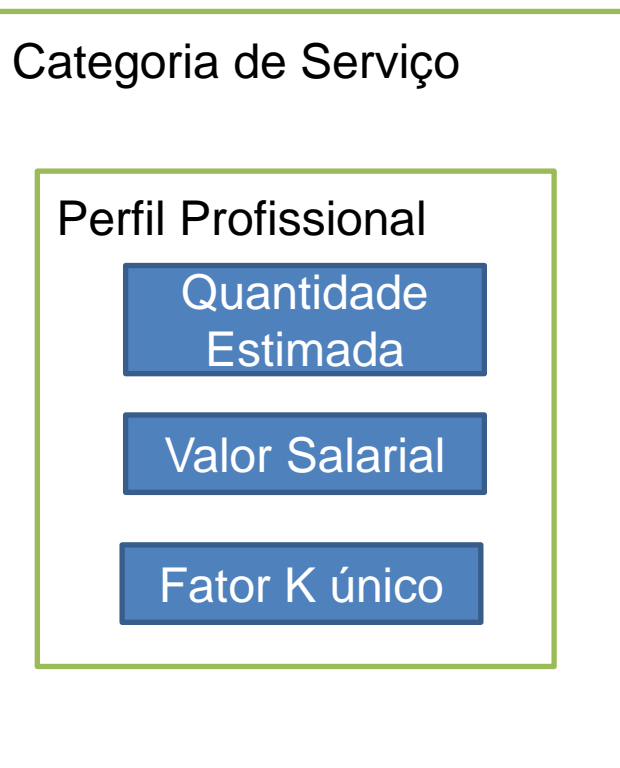 Categoria de Serviço
Perfil Profissional
Quantidade
Estimada
Valor Salarial
Fator K único